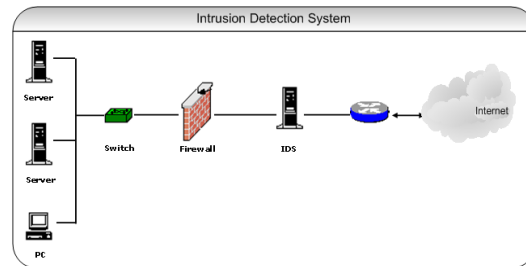 Intrusion Detection System
Server
Server
PC
Switch
Firewall
IDS
Internet